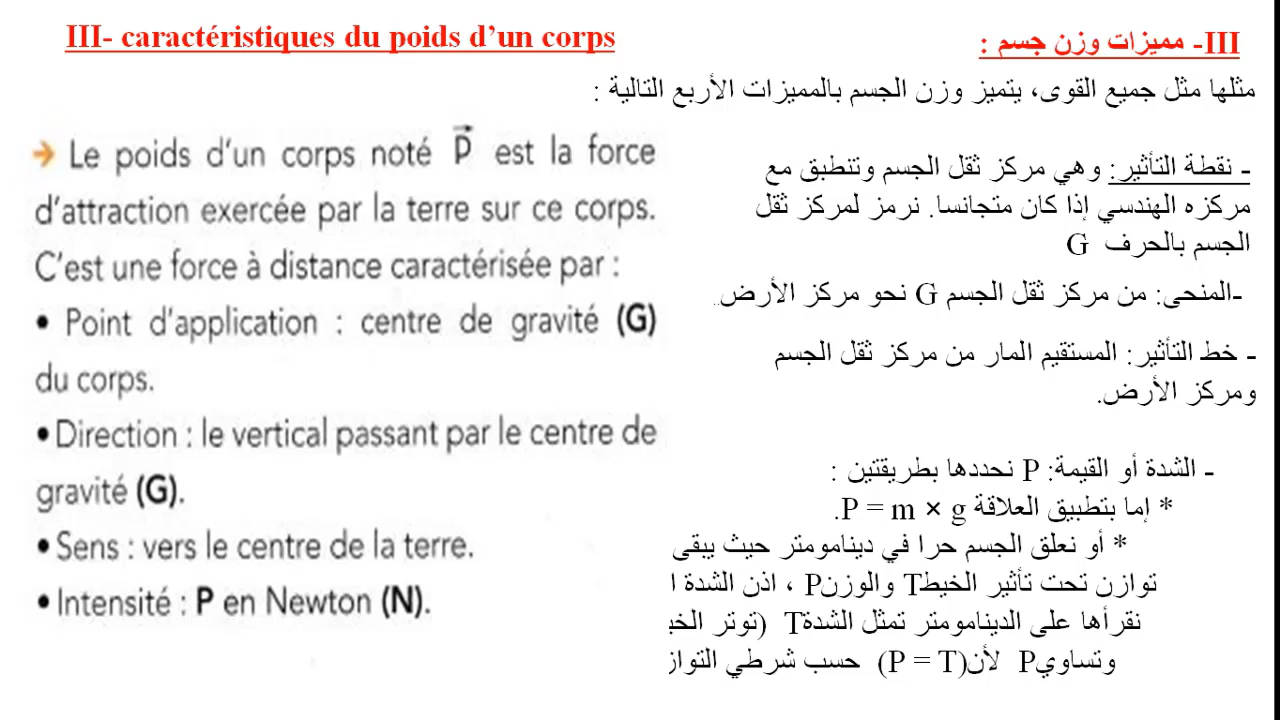 III- caractéristiques du poids d’un corps
→ Le poids d’un corps noté P⃗ est la force
d’attraction exercée par la terre sur ce corps.
C’est une force à distance caractérisée par :
• Point d’application : centre de gravité (G)
du corps.
• Direction : le vertical passant par le centre de
gravité (G).
• Sens : vers le centre de la terre.
• Intensité : P en Newton (N).
III- مميزات وزن جسم :
مثلها مثل جميع القوى، يتميز وزن الجسم بالمميزات الأربع التالية :
- نقطة التأثير: وهي مركز ثقل الجسم وتنطبق مع
مركزه الهندسي إذا كان متجانسا. نرمز لمركز ثقل
الجسم بالحرف G
-المنحى: من مركز ثقل الجسم G نحو مركز الأرض.
- خط التأثير: المستقيم المار من مركز ثقل الجسم
ومركز الأرض.
- الشدة أو القيمة: P نحددها بطريقتين :
* إما بتطبيق العلاقة P = m × g.
* أو نعلق الجسم حرا في دينامومتر حيث يبقى
توازن تحت تأثير الخيطT والوزنP ، اذن الشدة
نقرأها على الدينامومتر تمثل الشدةT (توتر
وتساويP لأن(P = T) حسب شرطي